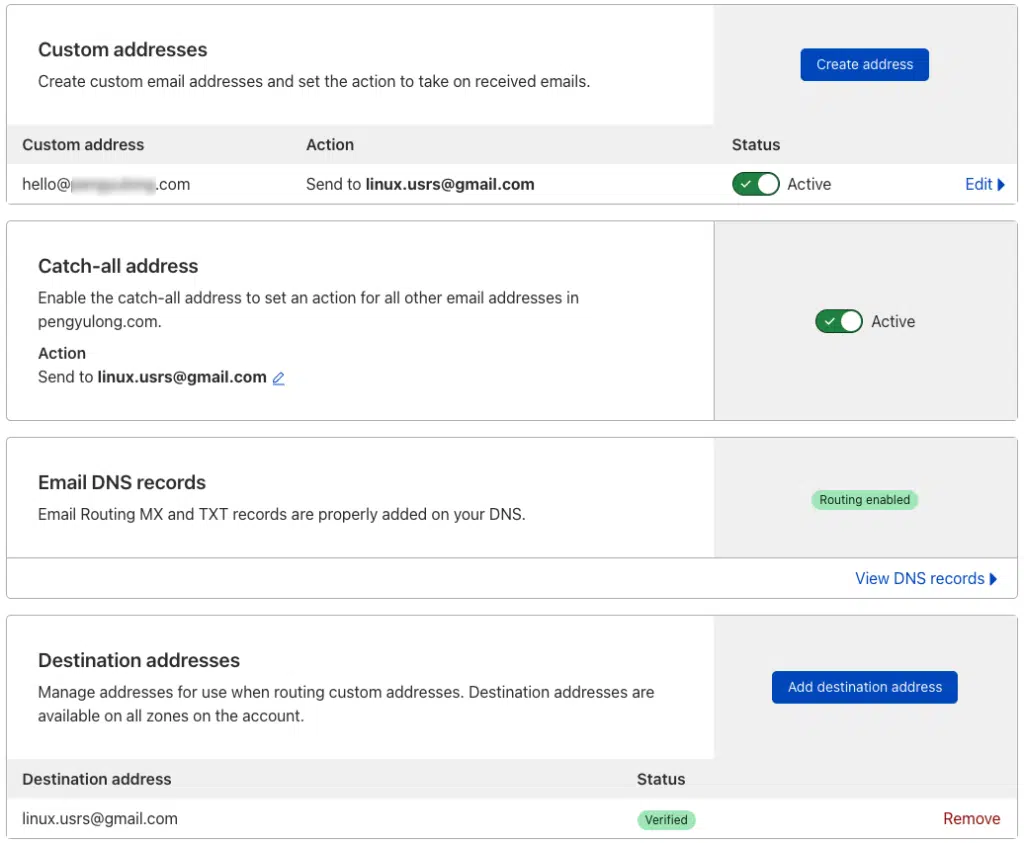 Custom addresses
Create address
Create custom email addresses and set the action to take on received emails.
Custom address Action Status
hello@ .com Send to linux.usrs@gmail.com Active Edit
Catch-all address
Enable the catch-all address to set an action for all other email addresses in
pengyulong.com.
Active
Action
Send to linux.usrs@gmail.com
Email DNS records
Routing enabled
Email Routing MX and TXT records are properly added on your DNS.
View DNS records
Destination addresses
Add destination address
Manage addresses for use when routing custom addresses. Destination addresses are
available on all zones on the account.
Destination address Status
linux.usrs@gmail.com Verified Remove